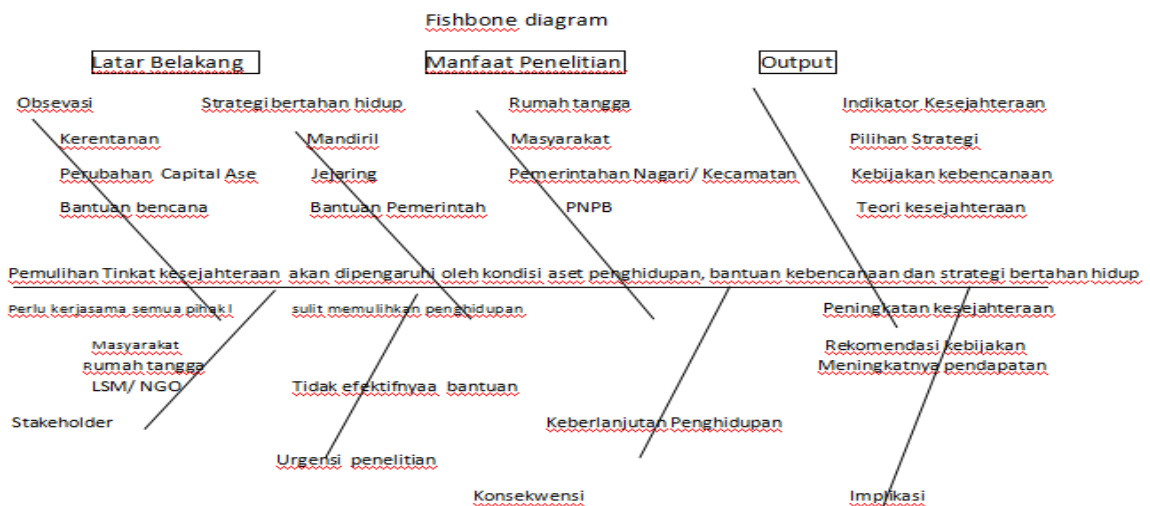 Fishbone diagram
Latar Belakang Manfaat Penelitian Output
Obsevasi Strategi bertahan hidup Rumah tangga Indikator Kesejahteraan
Kerentanan Mandiril Masyarakat Pilihan Strategi
Perubahan Capital Ase Jejaring Pemerintahan Nagari/ Kecamatan Kebijakan kebencanaan
Bantuan bencana Bantuan Pemerintah PNPB Teori kesejahteraan
Pemulihan Tinkat kesejahteraan akan dipengaruhi oleh kondisi aset penghidupan, bantuan kebencanaan dan strategi bertahan hidup
Perlu kerjasama semua pihak! sulit memulihkan penghidupan Peningkatan kesejahteraan
Masyarakat Rekomendasi kebijakan
Rumah tangga Meningkatnya pendapatan
LSM/ NGO Tidak efektifnyaa bantuan
Stakeholder Keberlanjutan Penghidupan
Urgensi penelitian
Konsekwensi Implikasi